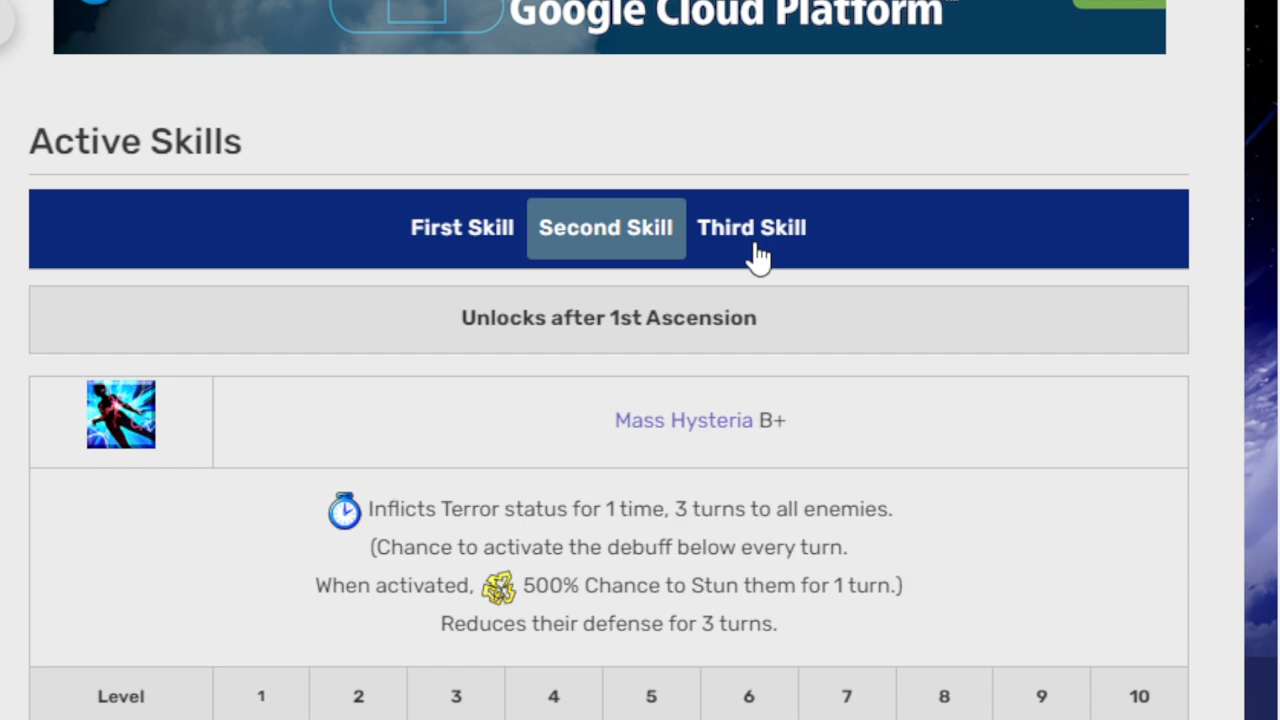 Google Cloud Platform
Active Skills
First Skill Second Skill Third Skill
Unlocks after 1st Ascension
Mass Hysteria B+
Inflicts Terror status for 1 time, 3 turns to all enemies.
(Chance to activate the debuff below every turn.
When activated, 500% Chance to Stun them for 1 turn.)
Reduces their defense for 3 turns.
Level 1 2 3 4 5 6 7 8 9 10